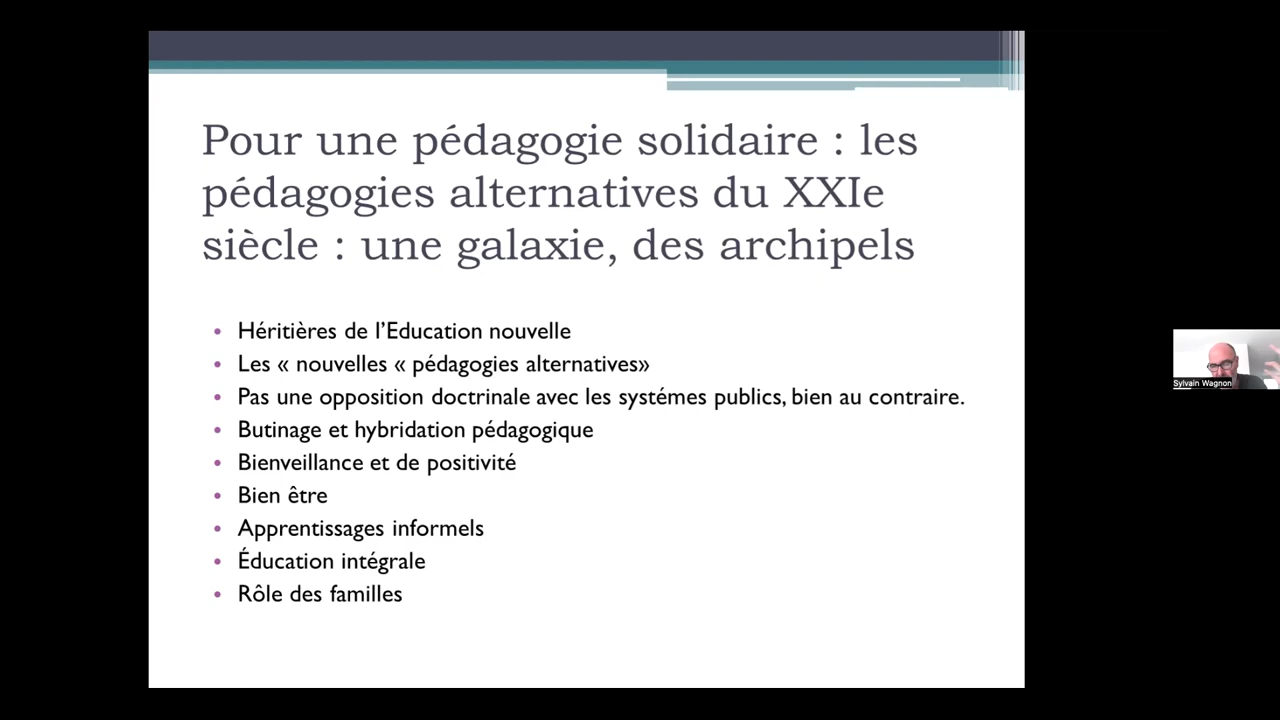 Pour une pédagogie solidaire : les
pédagogies alternatives du XXIe
siècle : une galaxie, des archipels
• Héritières de l’Education nouvelle
• Les « nouvelles « pédagogies alternatives»
• Pas une opposition doctrinale avec les systémes publics, bien au contraire.
• Butinage et hybridation pédagogique
• Bienveillance et de positivité
• Bien être
• Apprentissages informels
• Éducation intégrale
• Rôle des familles
Sylvain Wagnon